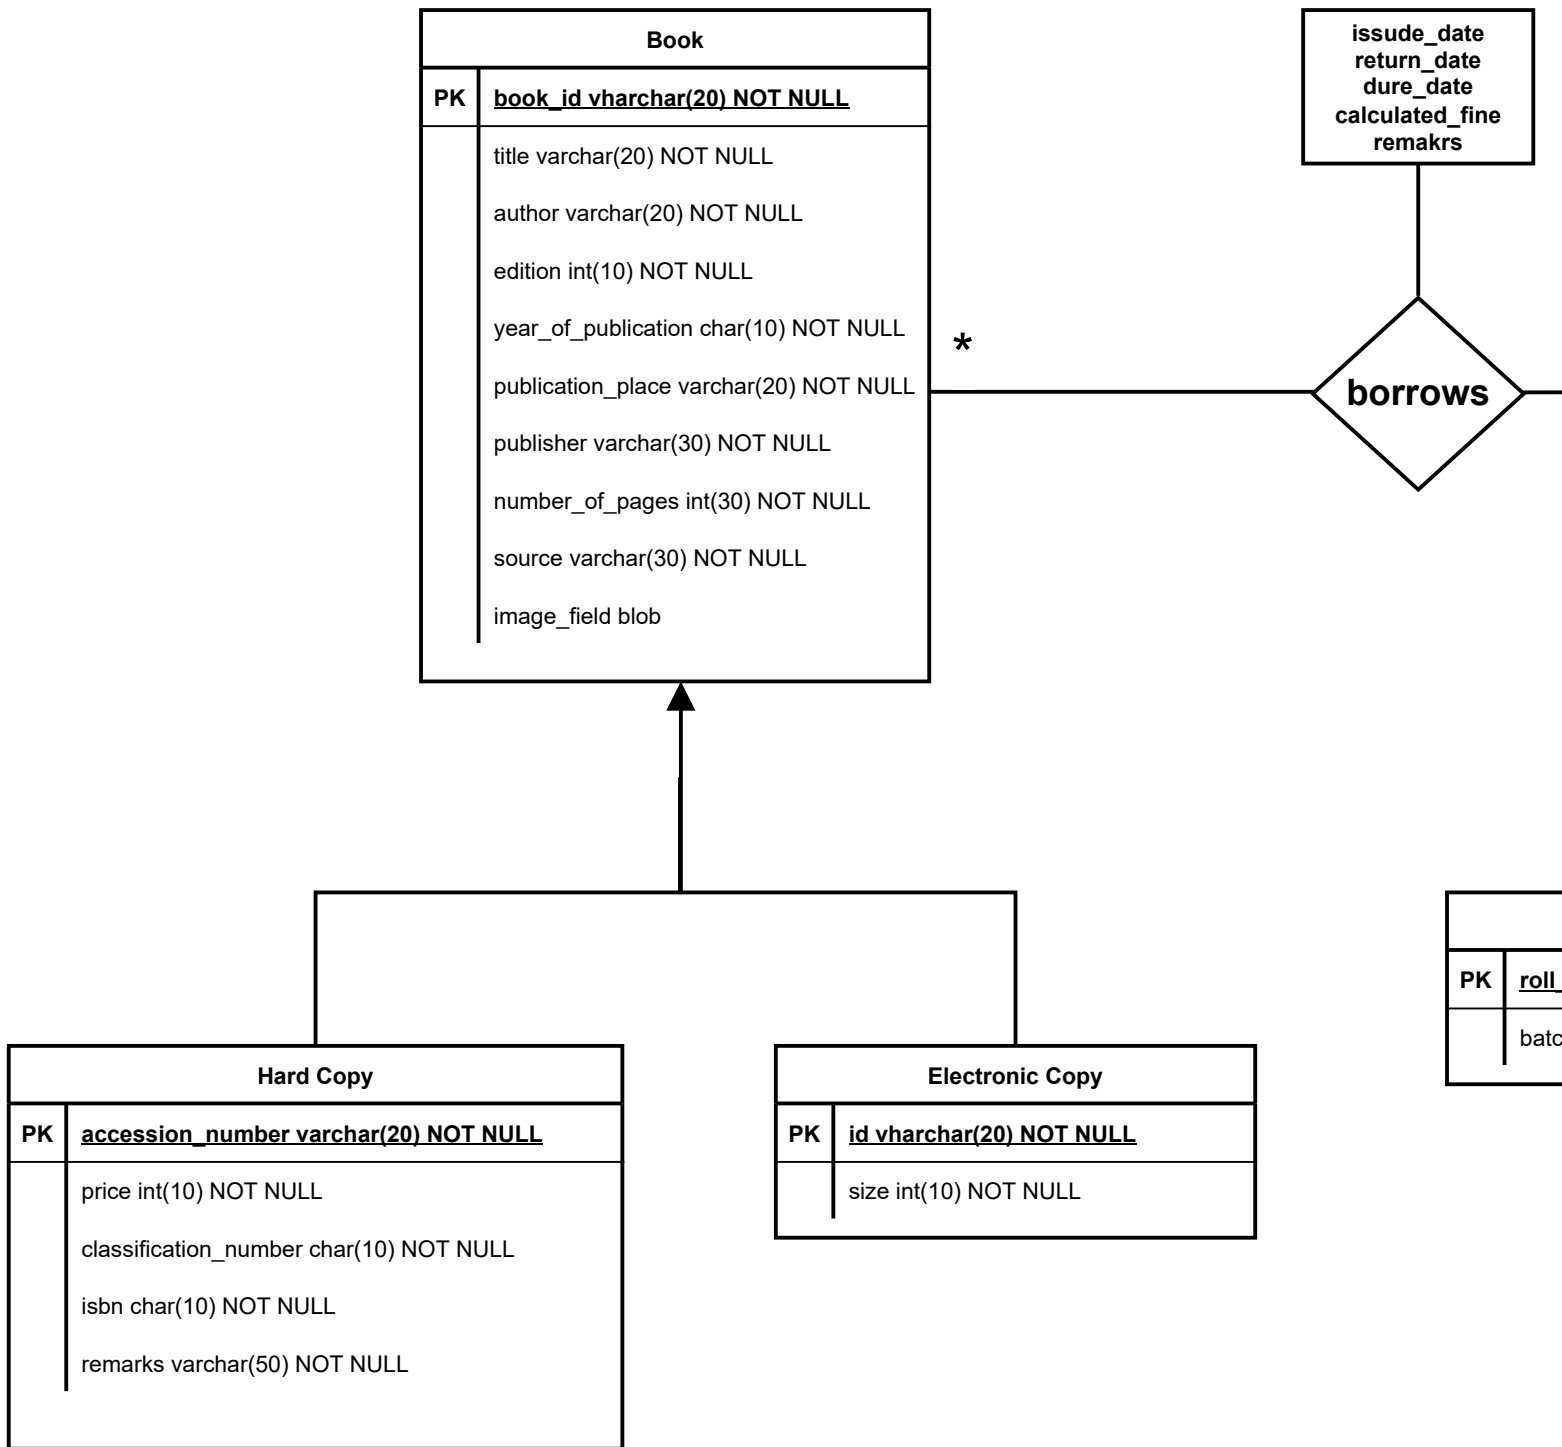 Book
PK book_id vharchar(20) NOT NULL
title varchar(20) NOT NULL
author varchar(20) NOT NULL
edition int(10) NOT NULL
year_of_publication char(10) NOT NULL
publication_place varchar(20) NOT NULL
publisher varchar(30) NOT NULL
number_of_pages int(30) NOT NULL
source varchar(30) NOT NULL
image_field blob
*
issude_date
return_date
dure_date
calculated_fine
remakrs
borrows
Hard Copy
PK accession_number varchar(20) NOT NULL
price int(10) NOT NULL
classification_number char(10) NOT NULL
isbn char(10) NOT NULL
remarks varchar(50) NOT NULL
Electronic Copy
PK id vharchar(20) NOT NULL
size int(10) NOT NULL
PK roll_
batc